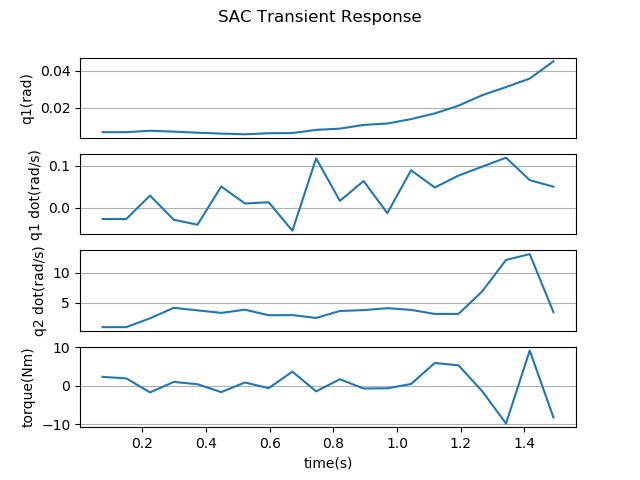 SAC Transient Response
q1(rad)
0.04
0.02
q1 dot(rad/s)
0.1
0.0
q2 dot(rad/s)
10
5
torque(Nm)
10
0
−10
0.2 0.4 0.6 0.8 1.0 1.2 1.4
time(s)